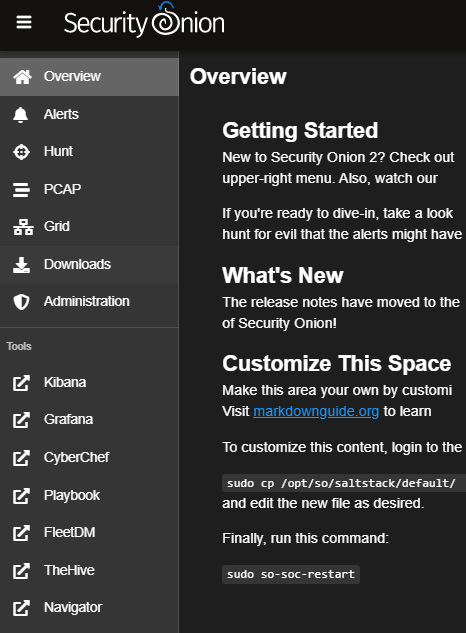 Security Onion
Overview
Alerts
Hunt
PCAP
Grid
Downloads
Administration
Tools
Kibana
Grafana
CyberChef
Playbook
FleetDM
TheHive
Navigator
Overview
Getting Started
New to Security Onion 2? Check out
upper-right menu. Also, watch our
If you're ready to dive-in, take a look
hunt for evil that the alerts might have
What's New
The release notes have moved to the
of Security Onion!
Customize This Space
Make this area your own by customi
Visit markdownguide.org to learn
To customize this content, login to the
sudo cp /opt/so/saltstack/default/
and edit the new file as desired.
Finally, run this command:
sudo so-soc-restart